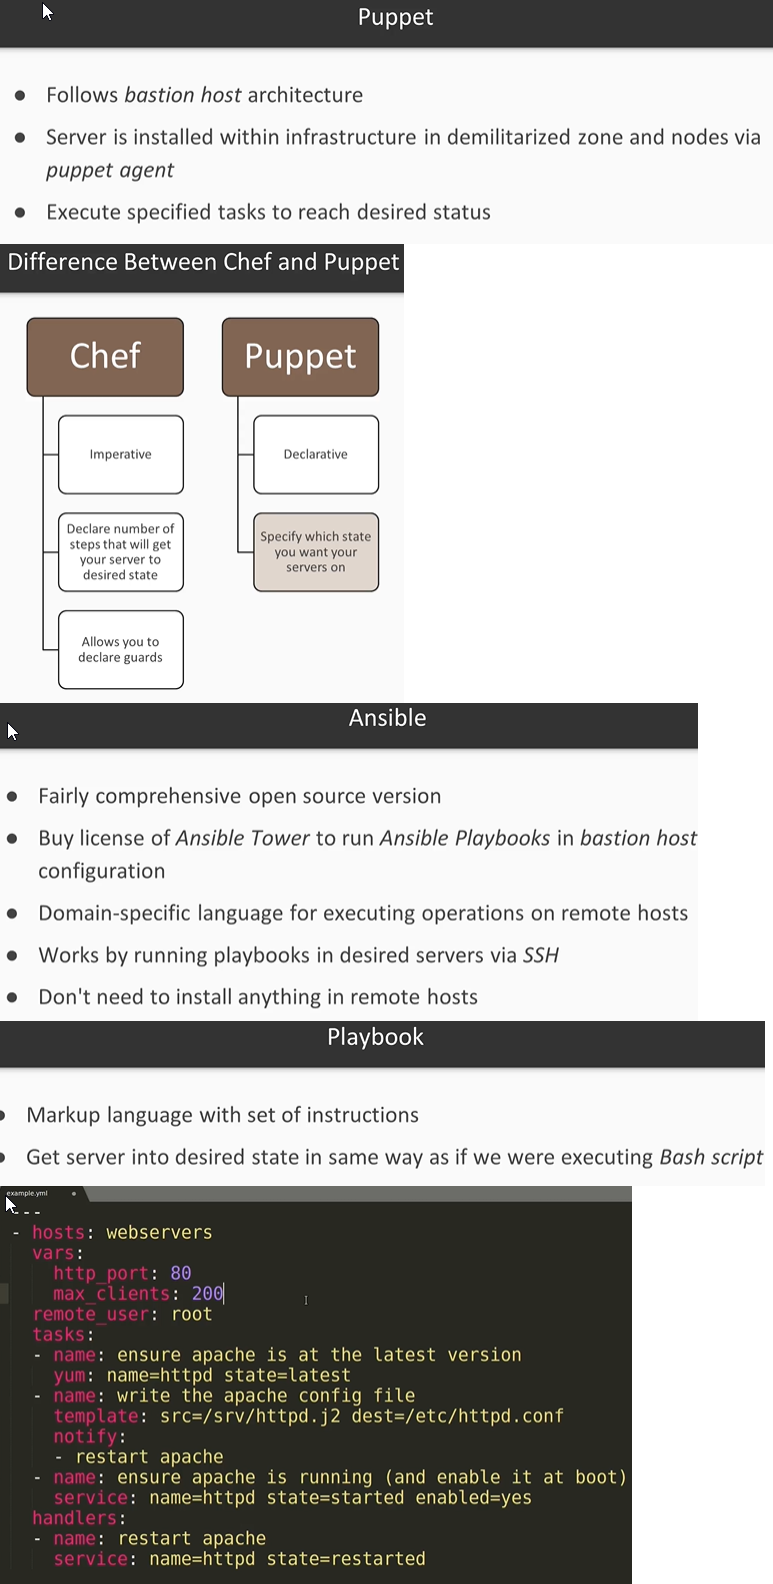 Puppet
● Follows bastion host architecture
● Server is installed within infrastructure in demilitarized zone and nodes via
puppet agent
● Execute specified tasks to reach desired status
Difference Between Chef and Puppet
Chef
Imperative
Declare number of
steps that will get
your server to
desired state
Allows you to
declare guards
Puppet
Declarative
Specify which state
you want your
servers on
Ansible
● Fairly comprehensive open source version
● Buy license of Ansible Tower to run Ansible Playbooks in bastion host
configuration
● Domain-specific language for executing operations on remote hosts
● Works by running playbooks in desired servers via SSH
● Don't need to install anything in remote hosts
Playbook
● Markup language with set of instructions
● Get server into desired state in same way as if we were executing Bash script
example.yml
---
- hosts: webservers
  vars:
    http_port: 80
    max_clients: 200
  remote_user: root
  tasks:
  - name: ensure apache is at the latest version
    yum: name=httpd state=latest
  - name: write the apache config file
    template: src=/srv/httpd.j2 dest=/etc/httpd.conf
    notify:
    - restart apache
  - name: ensure apache is running (and enable it at boot)
    service: name=httpd state=started enabled=yes
  handlers:
  - name: restart apache
    service: name=httpd state=restarted